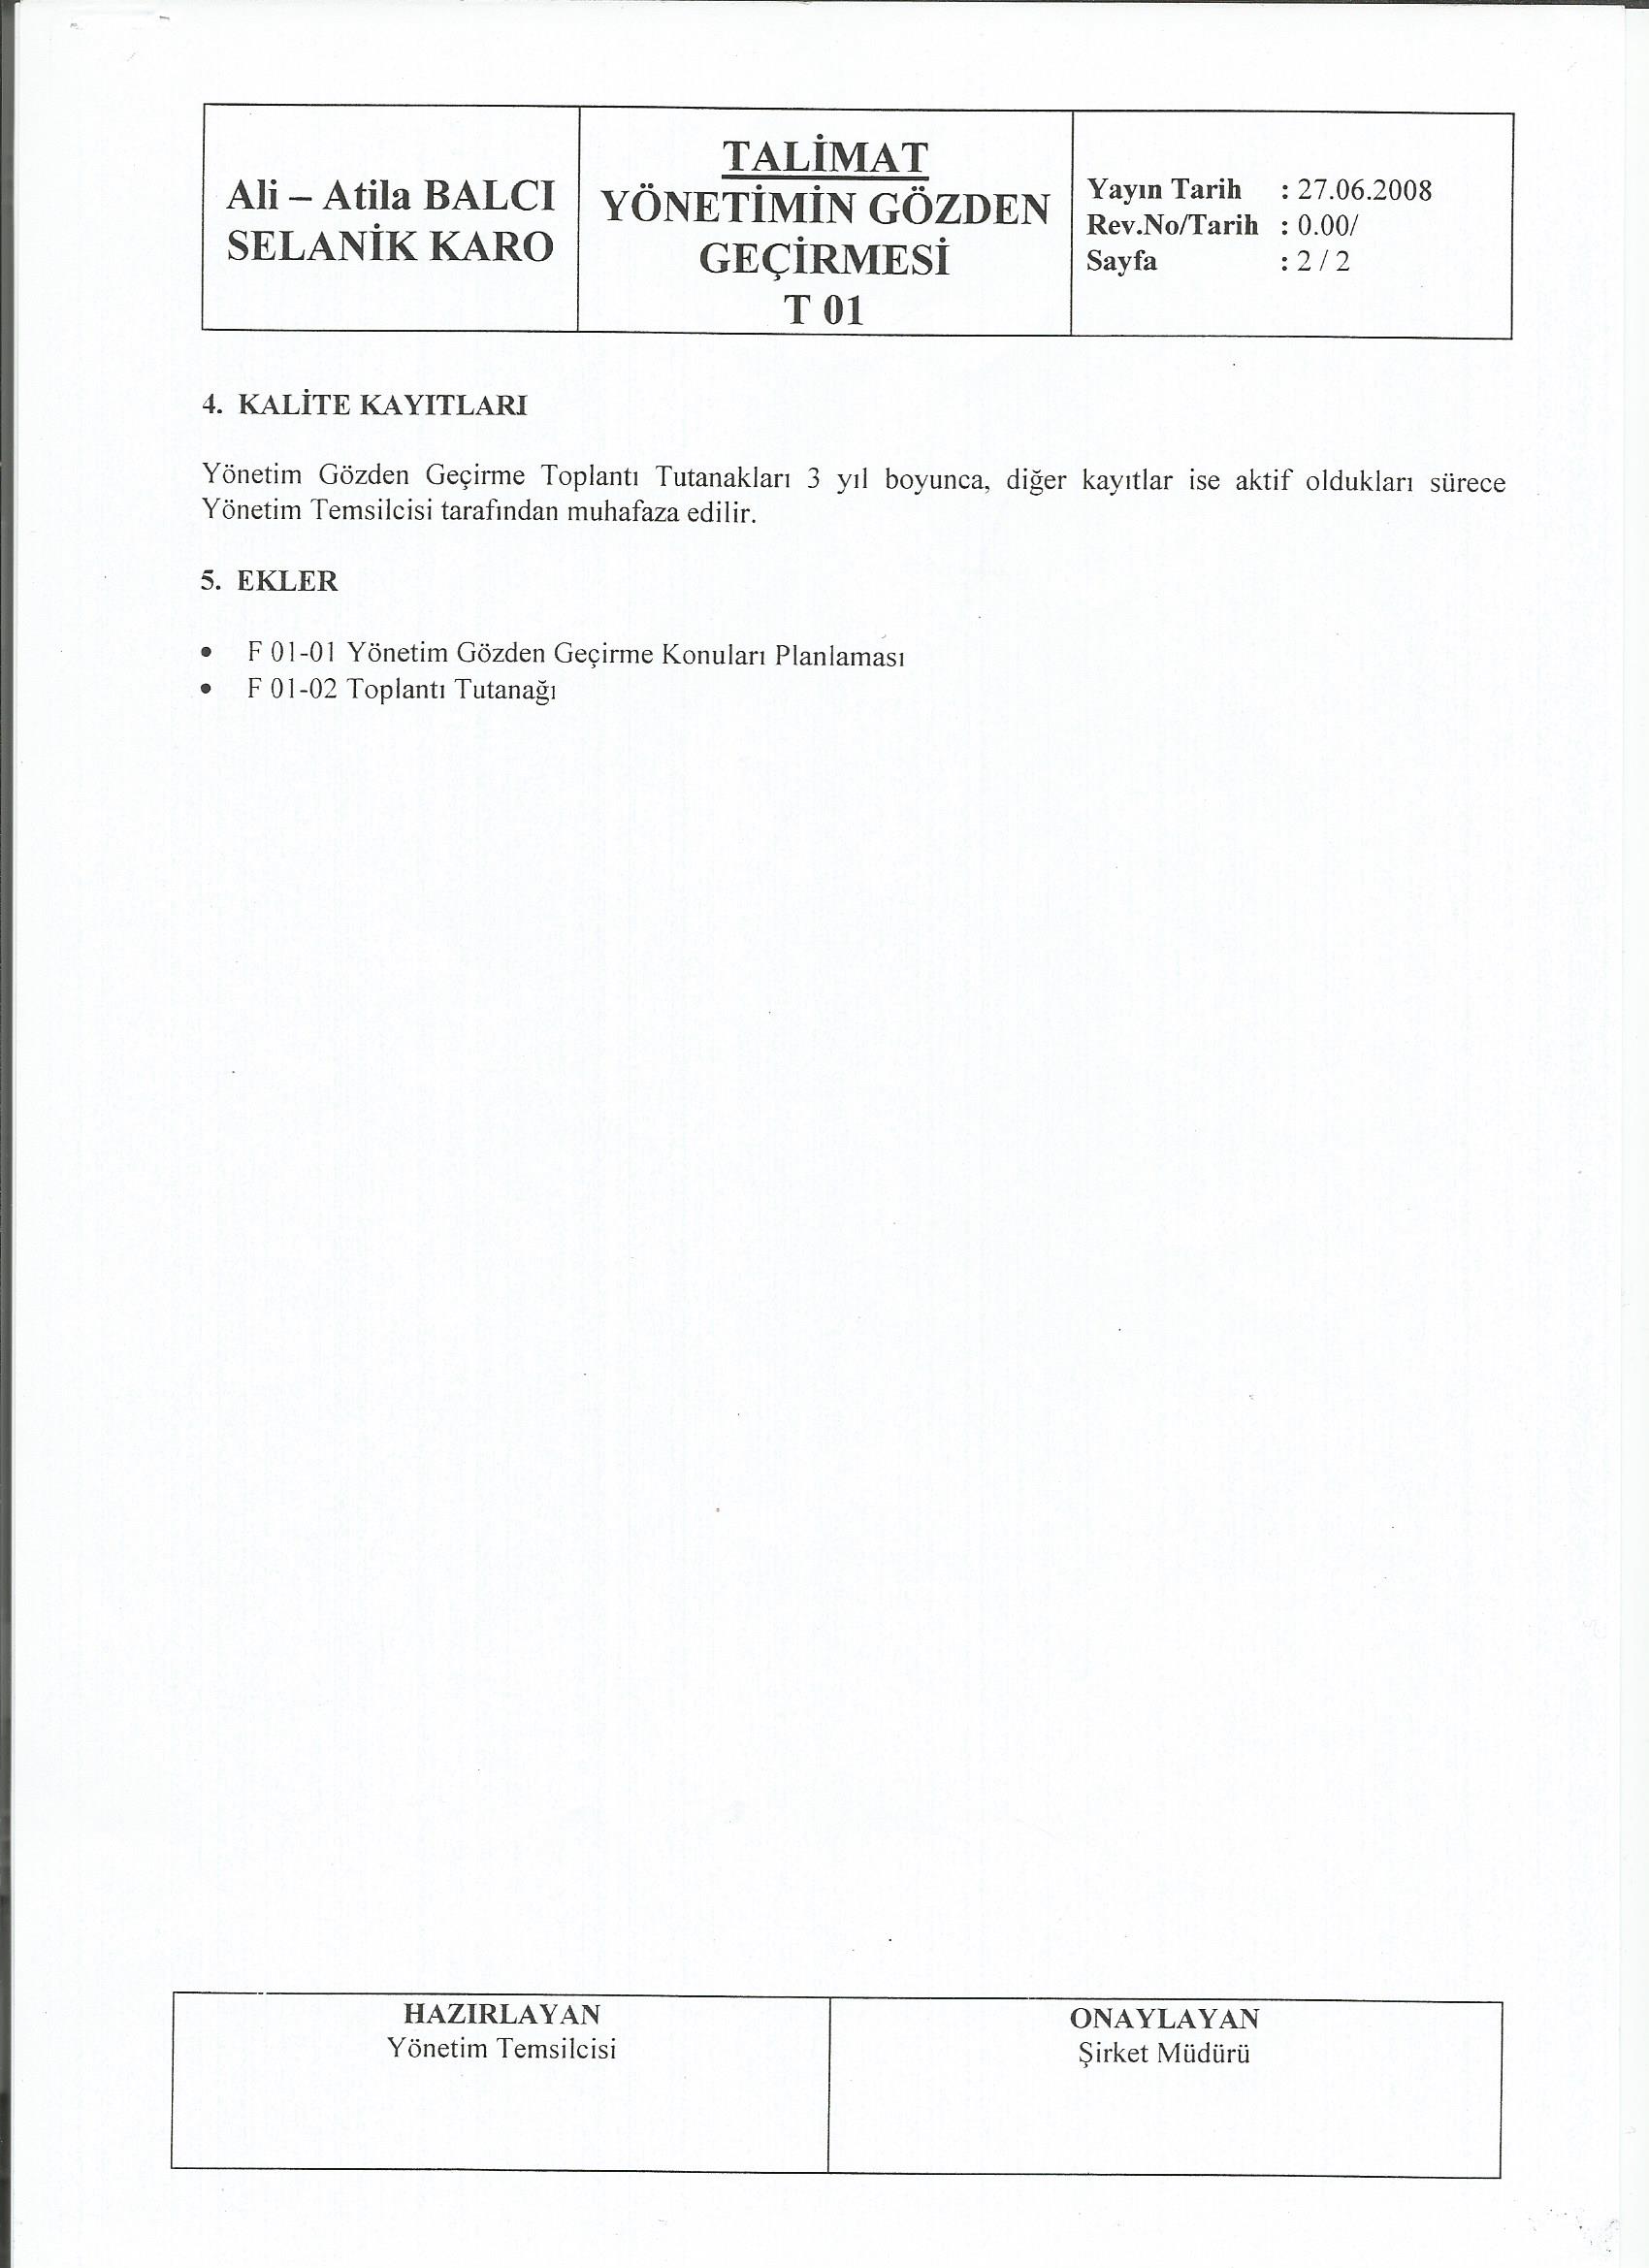 Ali – Atila BALCI
SELANİK KARO
TALİMAT
YÖNETİMİN GÖZDEN
GEÇİRMESİ
T 01
Yayın Tarih : 27.06.2008
Rev.No/Tarih : 0.00/
Sayfa : 2 / 2
4. KALİTE KAYITLARI
Yönetim Gözden Geçirme Toplantı Tutanakları 3 yıl boyunca, diğer kayıtlar ise aktif oldukları sürece
Yönetim Temsilcisi tarafından muhafaza edilir.
5. EKLER
• F 01-01 Yönetim Gözden Geçirme Konuları Planlaması
• F 01-02 Toplantı Tutanağı
HAZIRLAYAN
Yönetim Temsilcisi
ONAYLAYAN
Şirket Müdürü